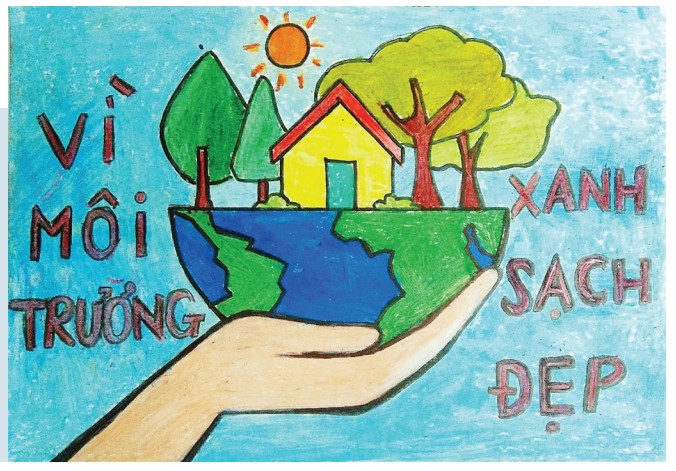 VÌ
MÔI
TRƯỜNG
XANH
SẠCH
ĐẸP